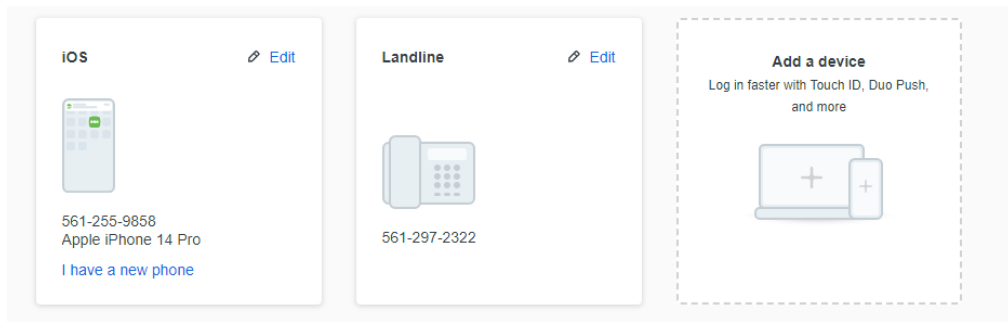 iOS
Edit
561-255-9858
Apple iPhone 14 Pro
I have a new phone
Landline
Edit
561-297-2322
Add a device
Log in faster with Touch ID, Duo Push,
and more